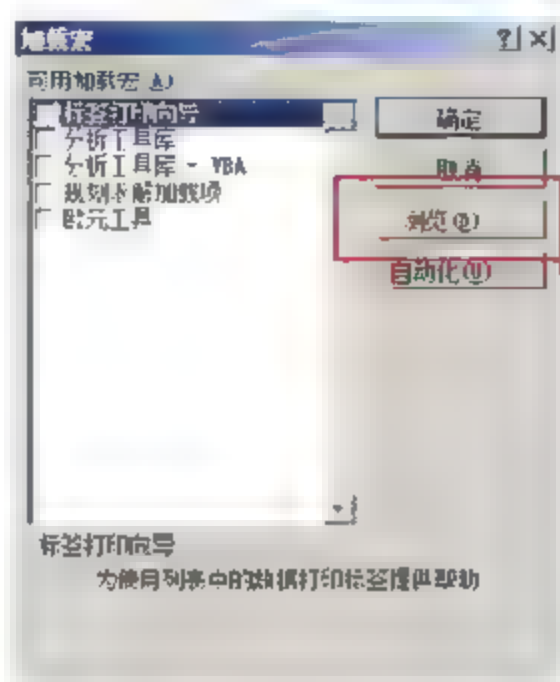 加载宏
可用加载宏(A)
标签打印向导
分析工具库
分析工具库 - VBA
规划求解加载项
欧元工具
确定
取消
浏览(B)
自动化(U)
标签打印向导
为使用列表中的数据打印标签提供帮助